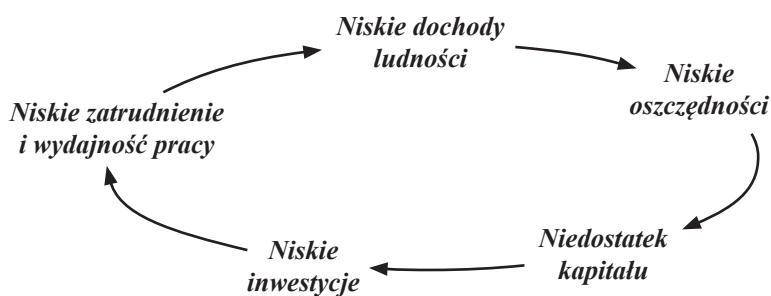 Niskie dochody
ludności
Niskie
oszczędności
Niedostatek
kapitału
Niskie
inwestycje
Niskie zatrudnienie
i wydajność pracy